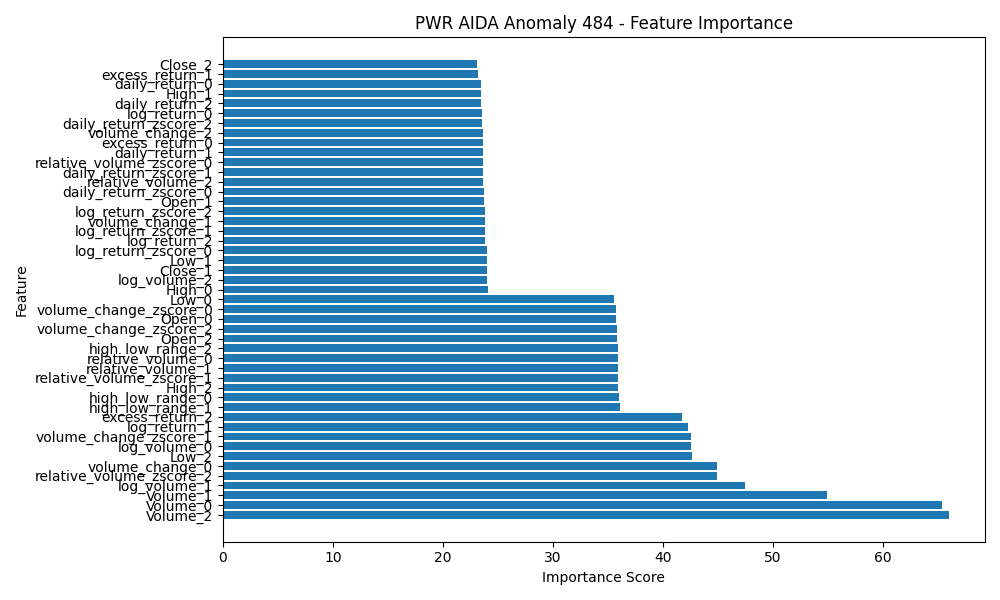 PWR AIDA Anomaly 484 - Feature Importance
Close_2
excess_return_1
daily_return_0
High_1
daily_return_2
log_return_0
daily_return_zscore_2
volume_change_2
excess_return_0
daily_return_1
relative_volume_zscore_0
daily_return_zscore_1
relative_volume_2
daily_return_zscore_0
Open_1
log_return_zscore_2
volume_change_1
log_return_zscore_1
log_return_2
log_return_zscore_0
Low_1
Close_1
log_volume_2
High_0
Low_0
volume_change_zscore_0
Open_0
volume_change_zscore_2
Open_2
high_low_range_2
relative_volume_0
relative_volume_1
relative_volume_zscore_1
High_2
high_low_range_0
high_low_range_1
excess_return_2
log_return_1
volume_change_zscore_1
log_volume_0
Low_2
volume_change_0
relative_volume_zscore_2
log_volume_1
Volume_1
Volume_0
Volume_2
Feature
0 10 20 30 40 50 60
Importance Score